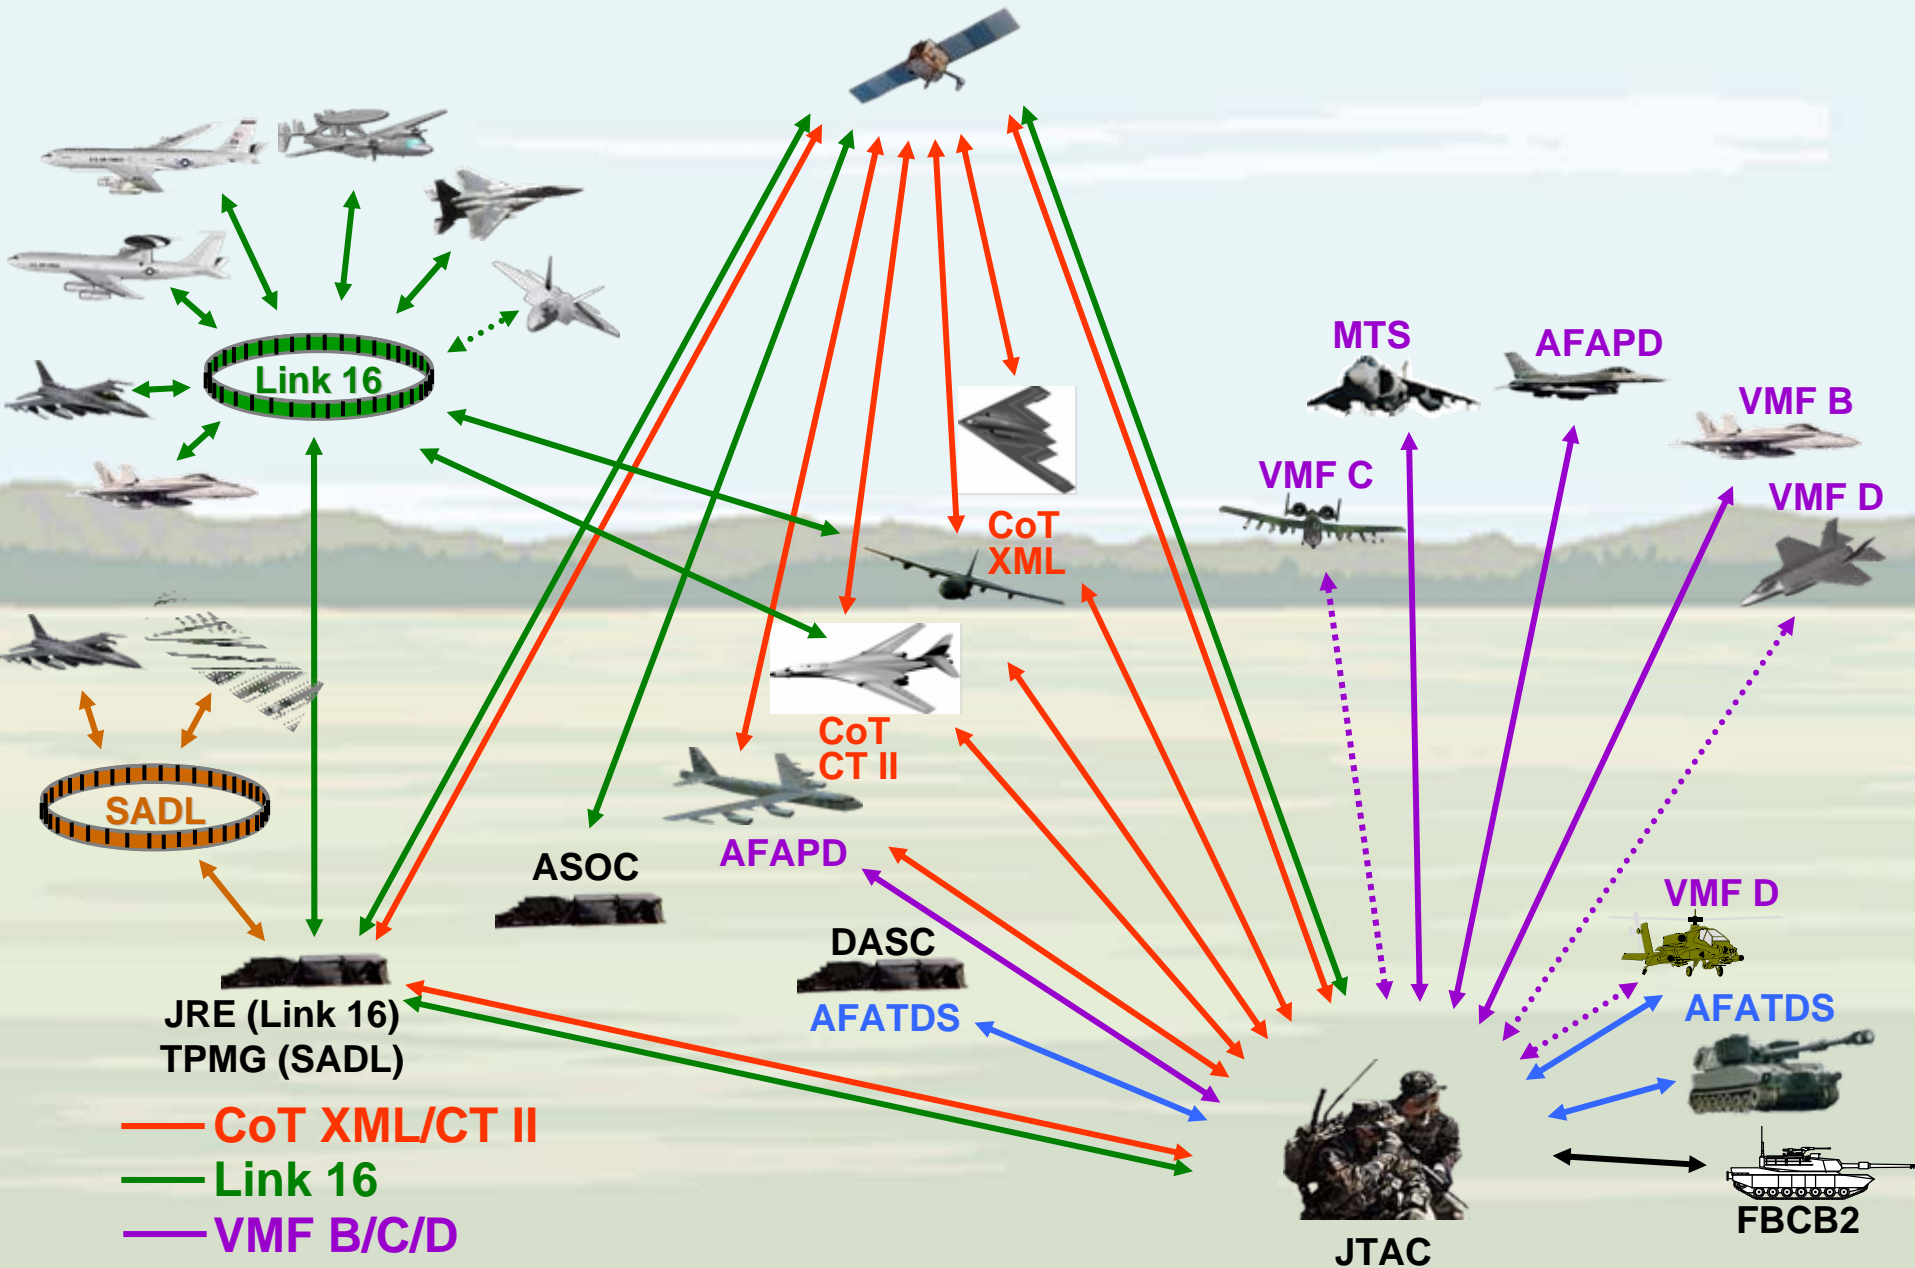 MTS
AFAPD
Link 16
VMF B
VMF C
VMF D
CoT
XML
CoT
CT II
SADL
AFAPD
ASOC
VMF D
DASC
AFATDS
AFATDS
JRE (Link 16)
TPMG (SADL)
CoT XML/CT II
Link 16
VMF B/C/D
FBCB2
JTAC